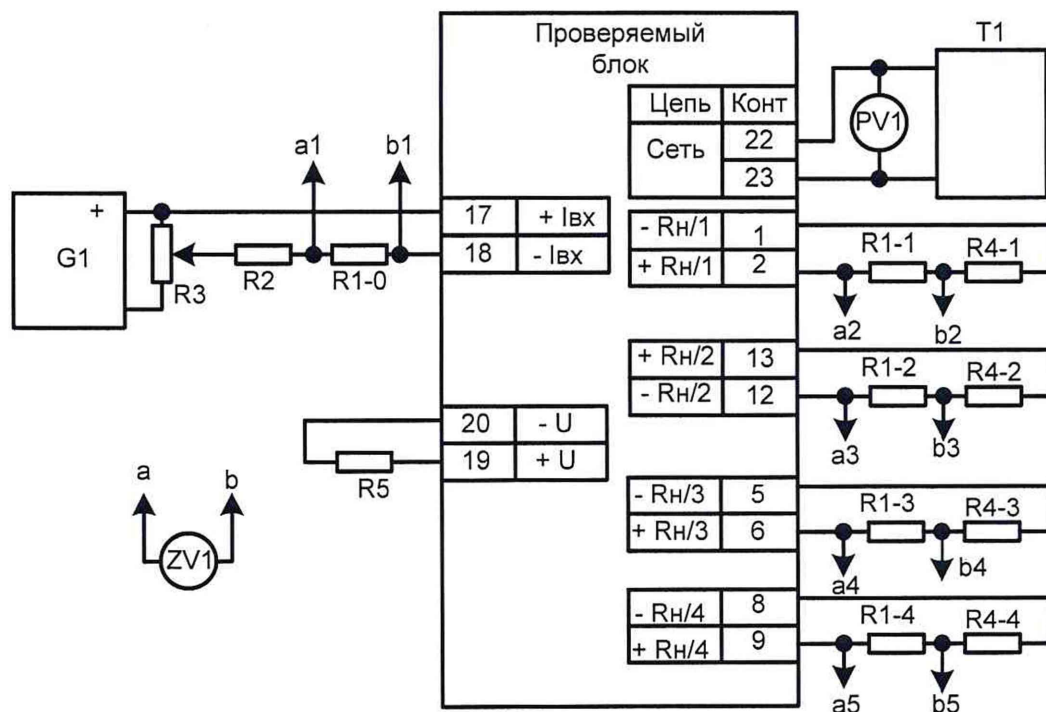 Проверяемый
блок
T1
Цепь Конт
Сеть 22
23
PV1
a1 b1
+
G1
R3
R2
R1-0
17 + Iвх
18 - Iвх
- Rн/1 1
+ Rн/1 2
R1-1 R4-1
a2 b2
+ Rн/2 13
- Rн/2 12
R1-2 R4-2
a3 b3
20 - U
19 + U
R5
a b
ZV1
- Rн/3 5
+ Rн/3 6
R1-3 R4-3
a4 b4
- Rн/4 8
+ Rн/4 9
R1-4 R4-4
a5 b5